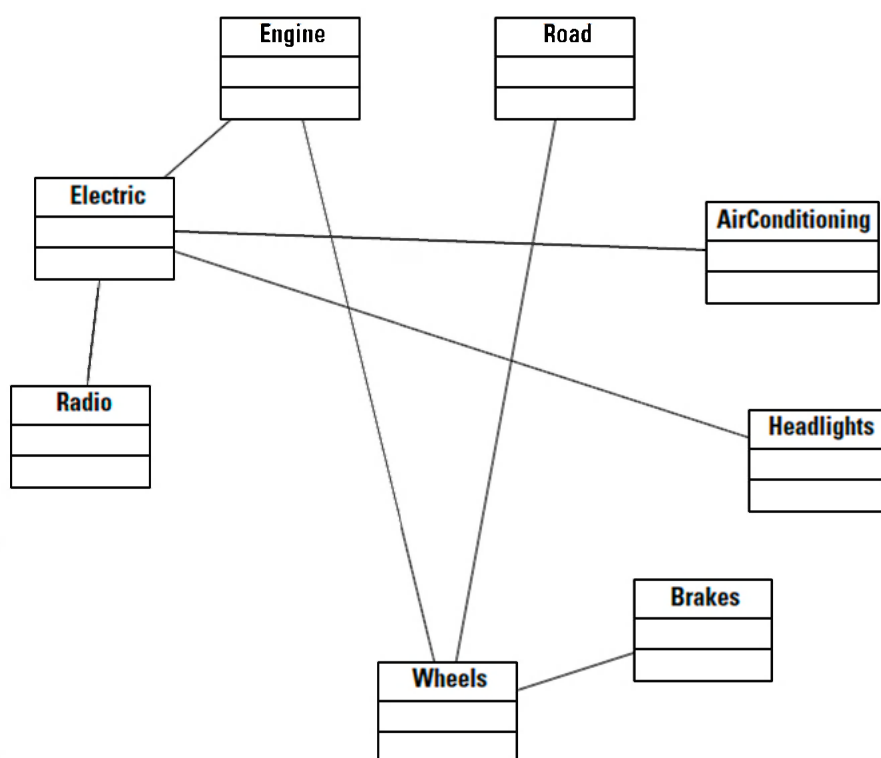 Engine
Road
Electric
AirConditioning
Radio
Headlights
Brakes
Wheels